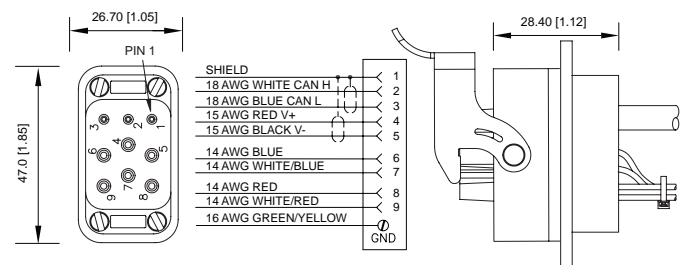 26.70 [1.05]
28.40 [1.12]
PIN 1
47.0 [1.85]
3 2 1
4
6 5
7
9 8
SHIELD 1
18 AWG WHITE CAN H 2
18 AWG BLUE CAN L 3
15 AWG RED V+ 4
15 AWG BLACK V- 5
14 AWG BLUE 6
14 AWG WHITE/BLUE 7
14 AWG RED 8
14 AWG WHITE/RED 9
16 AWG GREEN/YELLOW
GND